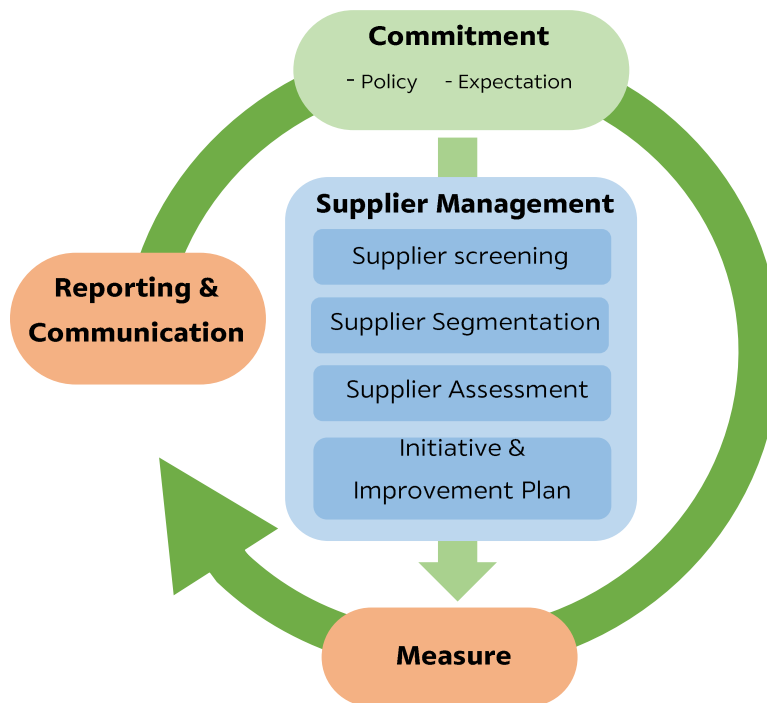 Commitment
- Policy - Expectation
Supplier Management
Supplier screening
Supplier Segmentation
Supplier Assessment
Initiative &
Improvement Plan
Reporting &
Communication
Measure